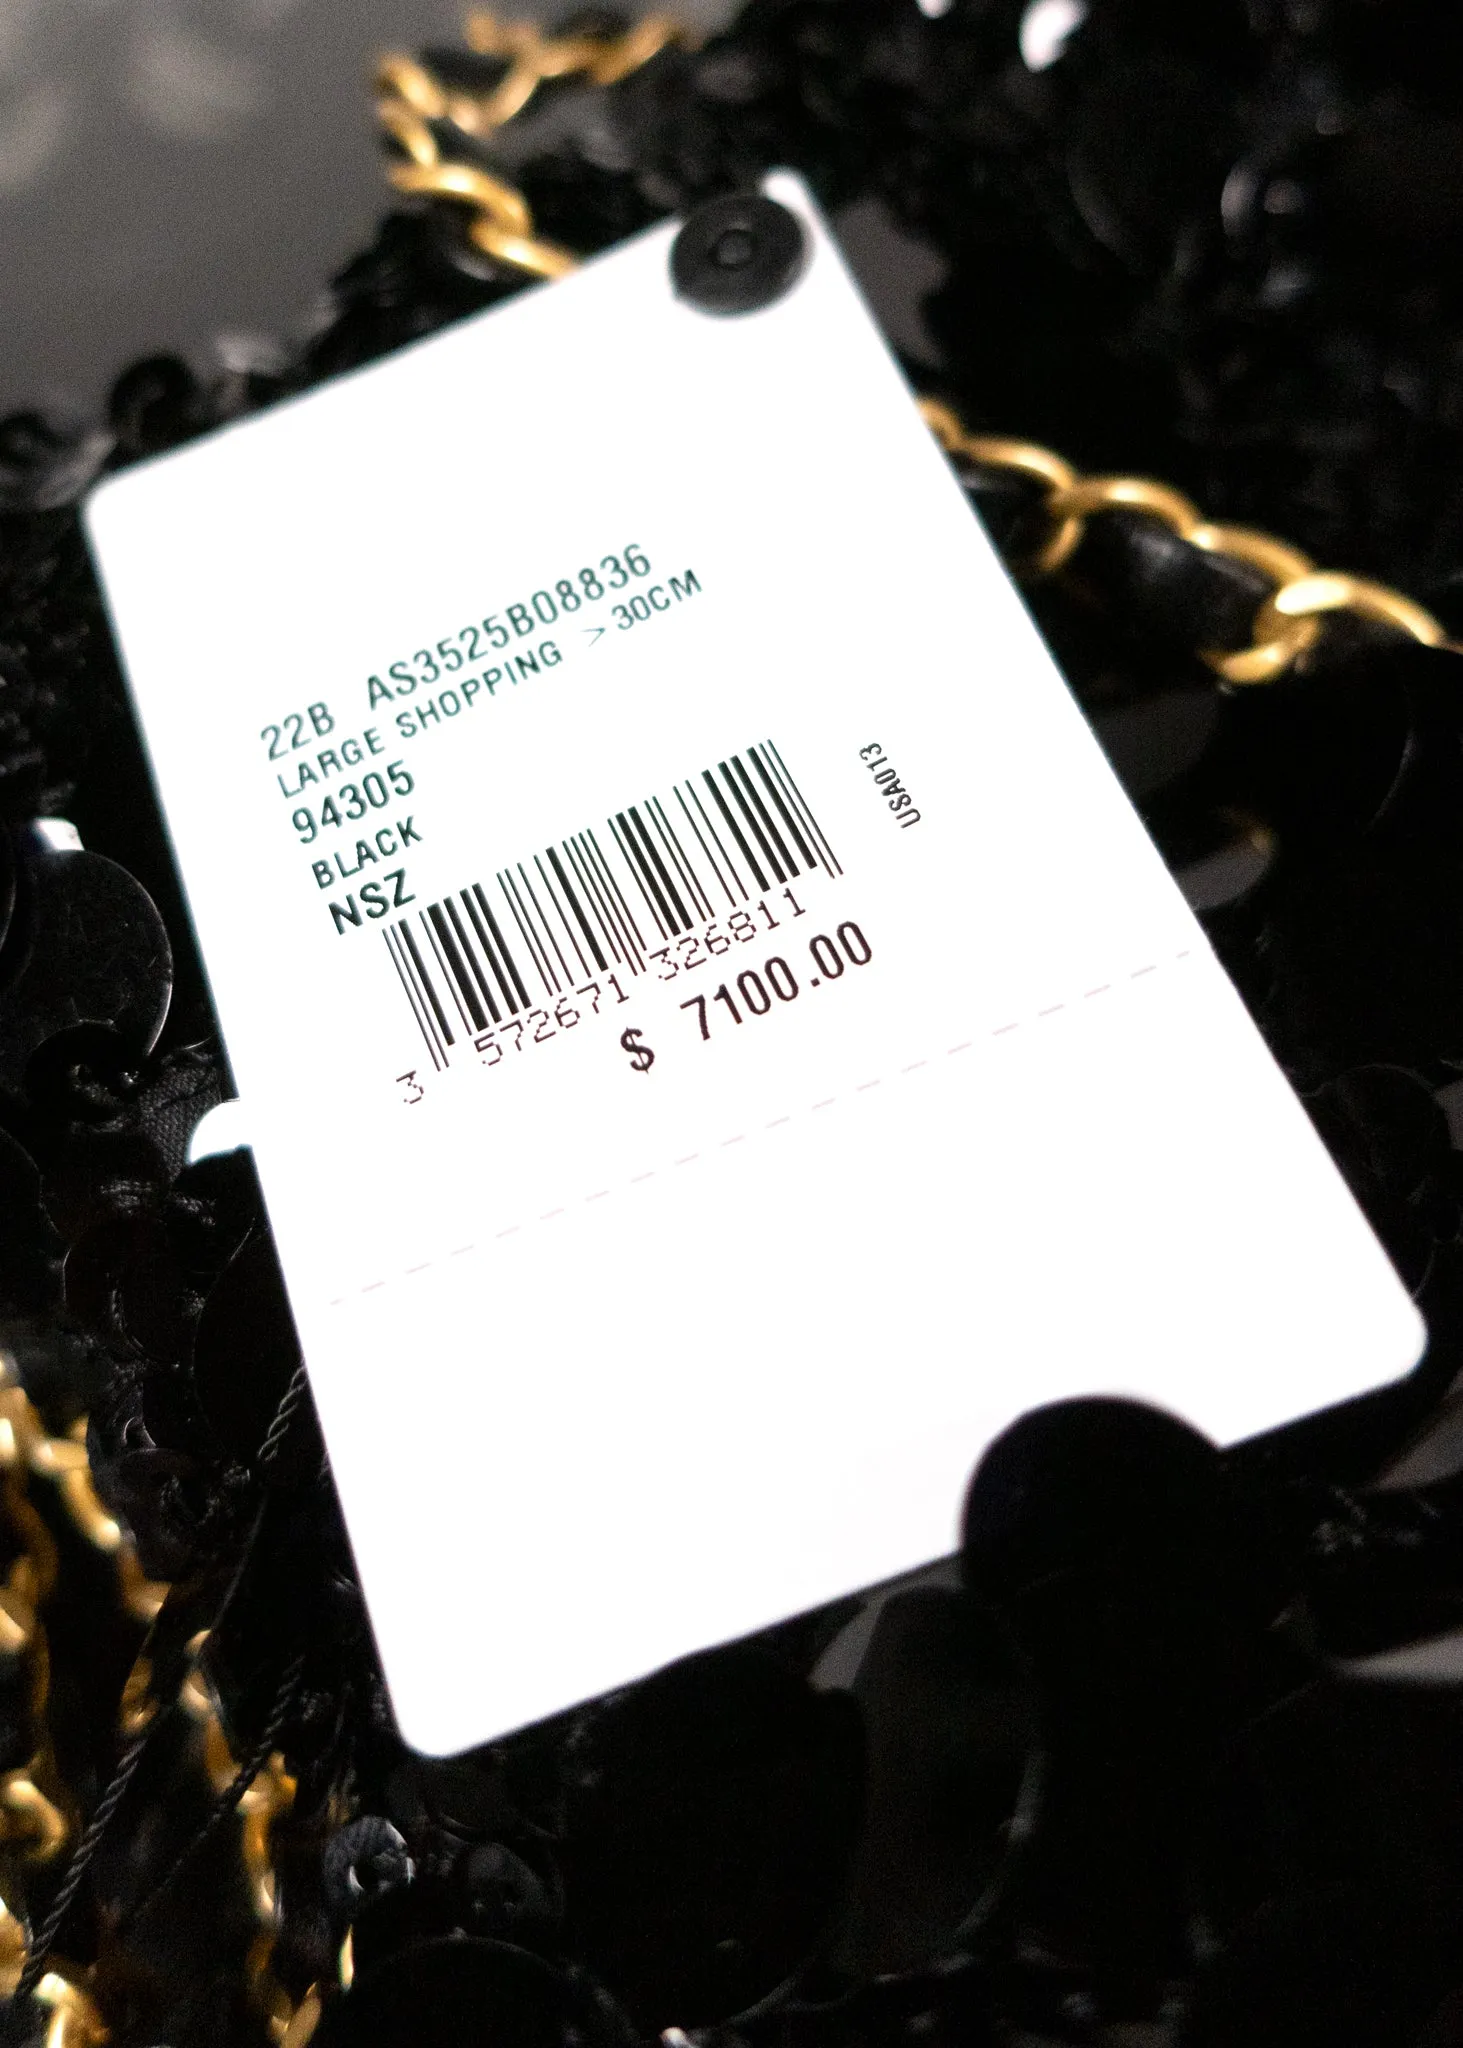 22B AS3525B08836
LARGE SHOPPING >30CM
94305
BLACK
NSZ
USA013
3 572671 326811
$ 7100.00